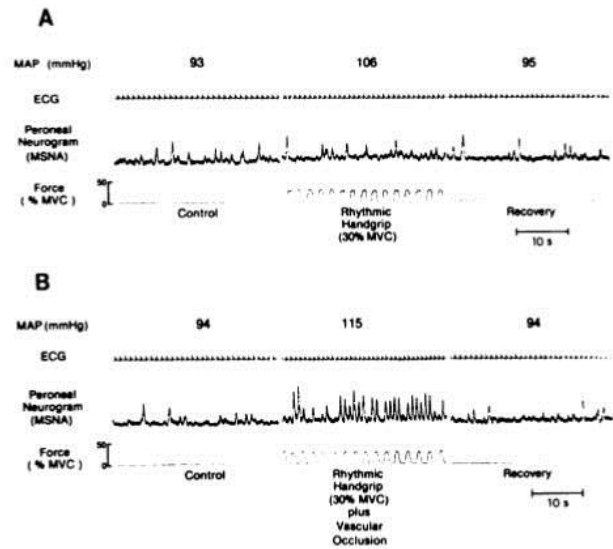 A
MAP (mmHg) 93 106 95
ECG
Peroneal
Neurogram
(MSNA)
50
Force
(% MVC)
0
Control
Rhythmic
Handgrip
(30% MVC)
Recovery
10 s
B
MAP (mmHg) 94 115 94
ECG
Peroneal
Neurogram
(MSNA)
50
Force
(% MVC)
0
Control
Rhythmic
Handgrip
(30% MVC)
plus
Vascular
Occlusion
Recovery
10 s